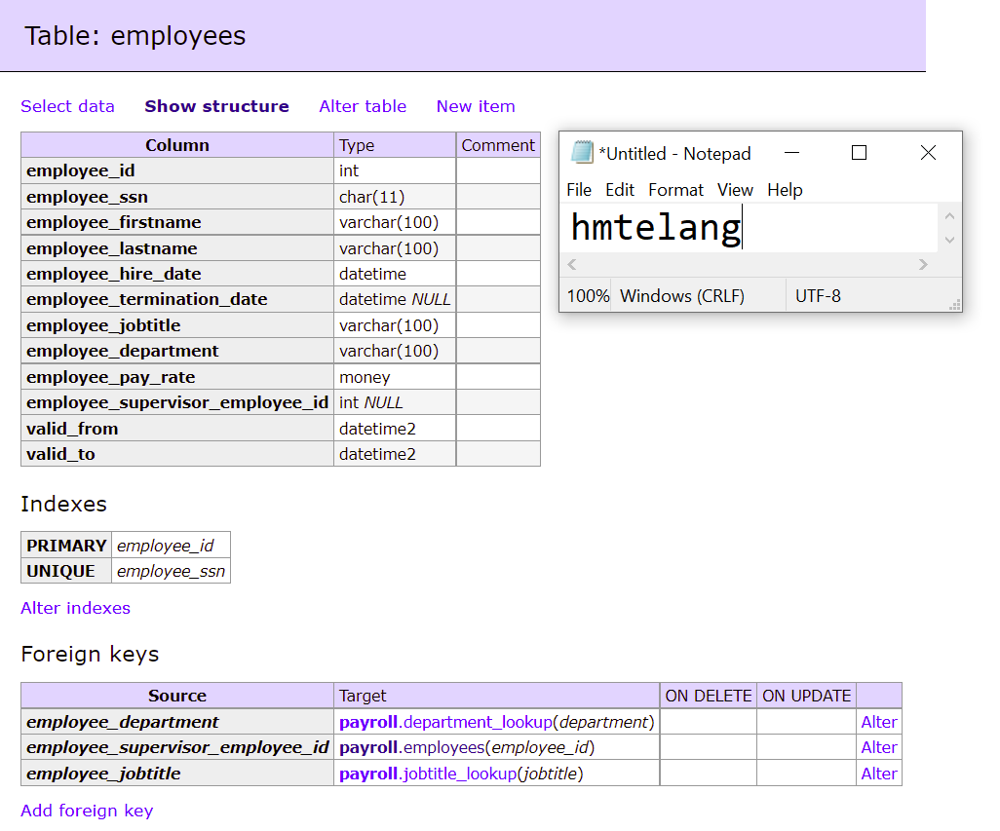 Table: employees
Select data Show structure Alter table New item
Column Type Comment
employee_id int
employee_ssn char(11)
employee_firstname varchar(100)
employee_lastname varchar(100)
employee_hire_date datetime
employee_termination_date datetime NULL
employee_jobtitle varchar(100)
employee_department varchar(100)
employee_pay_rate money
employee_supervisor_employee_id int NULL
valid_from datetime2
valid_to datetime2
*Untitled - Notepad
File Edit Format View Help
hmtelang
100% Windows (CRLF) UTF-8
Indexes
PRIMARY employee_id
UNIQUE employee_ssn
Alter indexes
Foreign keys
Source Target ON DELETE ON UPDATE
employee_department payroll.department_lookup(department) Alter
employee_supervisor_employee_id payroll.employees(employee_id) Alter
employee_jobtitle payroll.jobtitle_lookup(jobtitle) Alter
Add foreign key